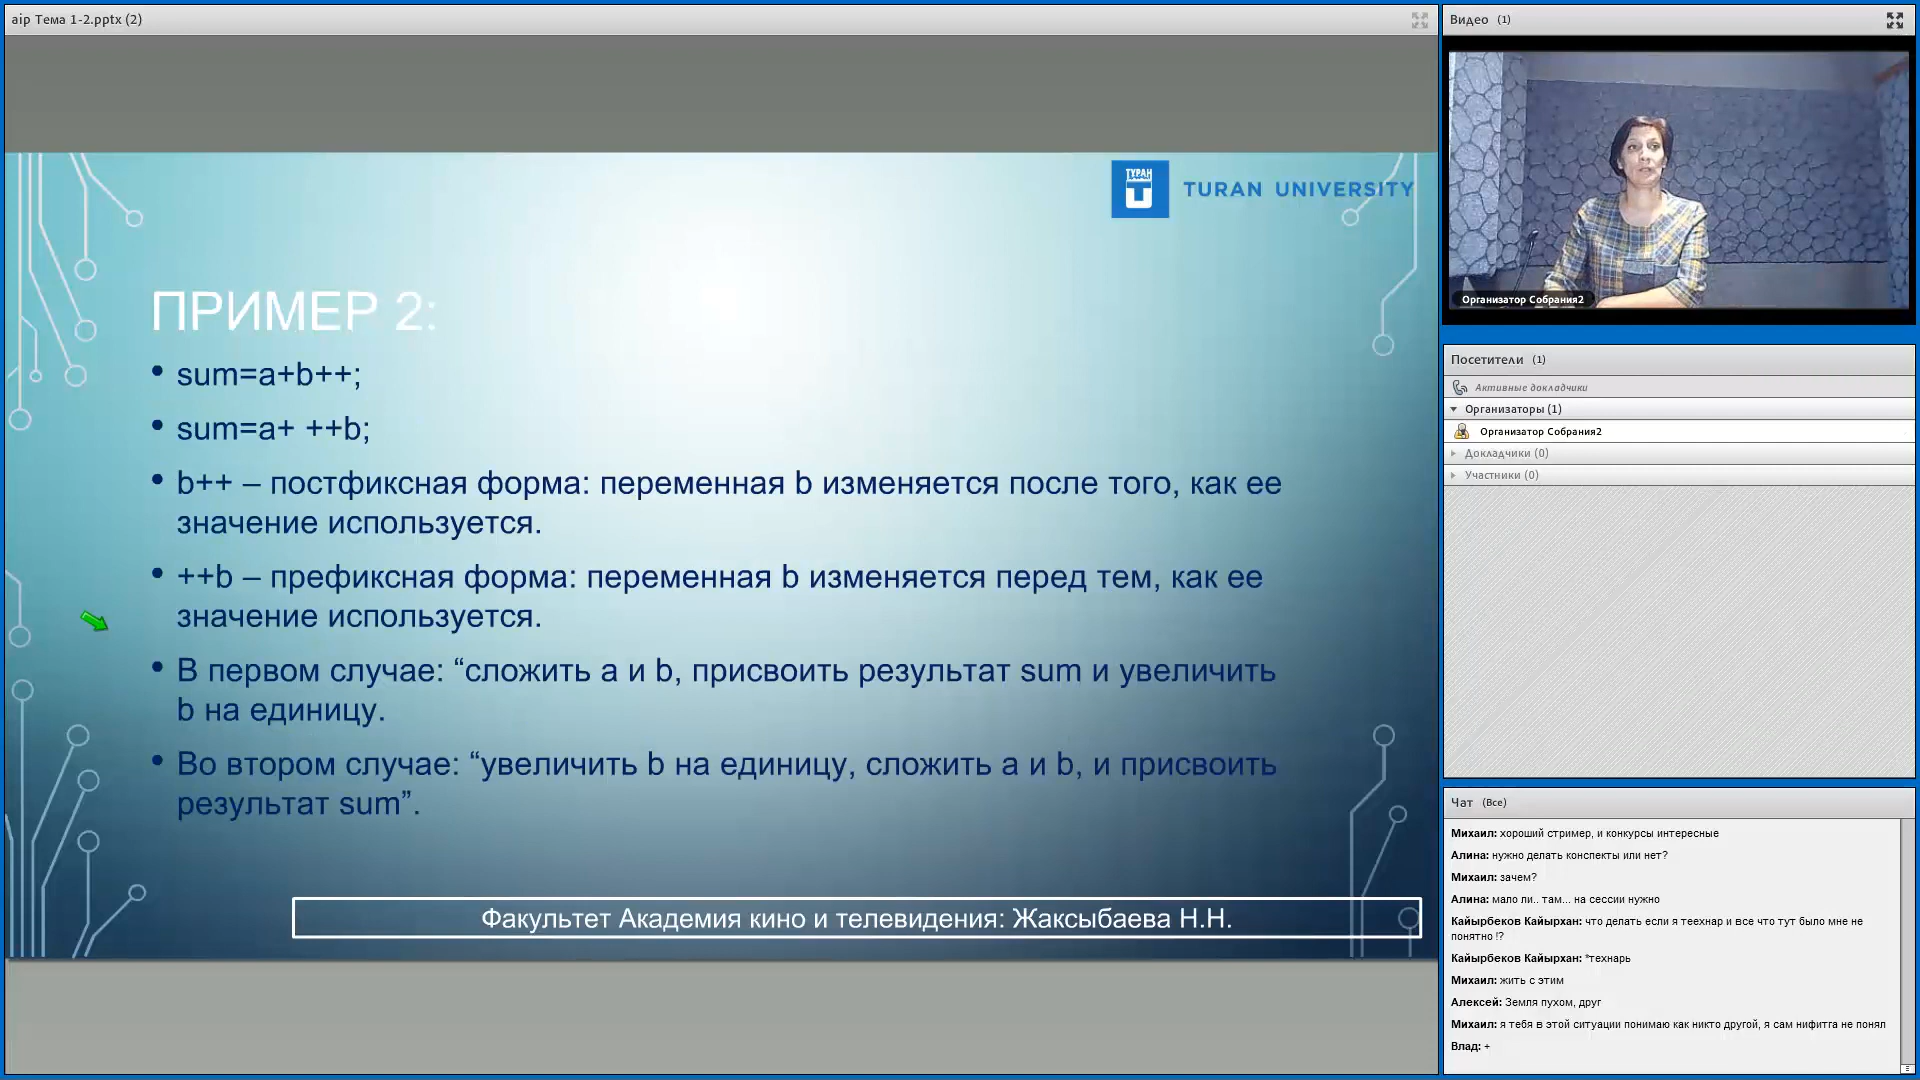 aip Тема 1-2.pptx (2)
ТУРАН
TURAN UNIVERSITY
ПРИМЕР 2:
• sum=a+b++;
• sum=a+ ++b;
• b++ – постфиксная форма: переменная b изменяется после того, как ее
значение используется.
• ++b – префиксная форма: переменная b изменяется перед тем, как ее
значение используется.
• В первом случае: “сложить a и b, присвоить результат sum и увеличить
b на единицу.
• Во втором случае: “увеличить b на единицу, сложить a и b, и присвоить
результат sum”.
Факультет Академия кино и телевидения: Жаксыбаева Н.Н.
Видео (1)
Организатор Собрания2
Посетители (1)
Активные докладчики
Организаторы (1)
Организатор Собрания2
Докладчики (0)
Участники (0)
Чат (Все)
Михаил: хороший стример, и конкурсы интересные
Алина: нужно делать конспекты или нет?
Михаил: зачем?
Алина: мало ли.. там... на сессии нужно
Кайырбеков Кайырхан: что делать если я теехнар и все что тут было мне не
понятно !?
Кайырбеков Кайырхан: *технарь
Михаил: жить с этим
Алексей: Земля пухом, друг
Михаил: я тебя в этой ситуации понимаю как никто другой, я сам нифитга не понял
Влад: +